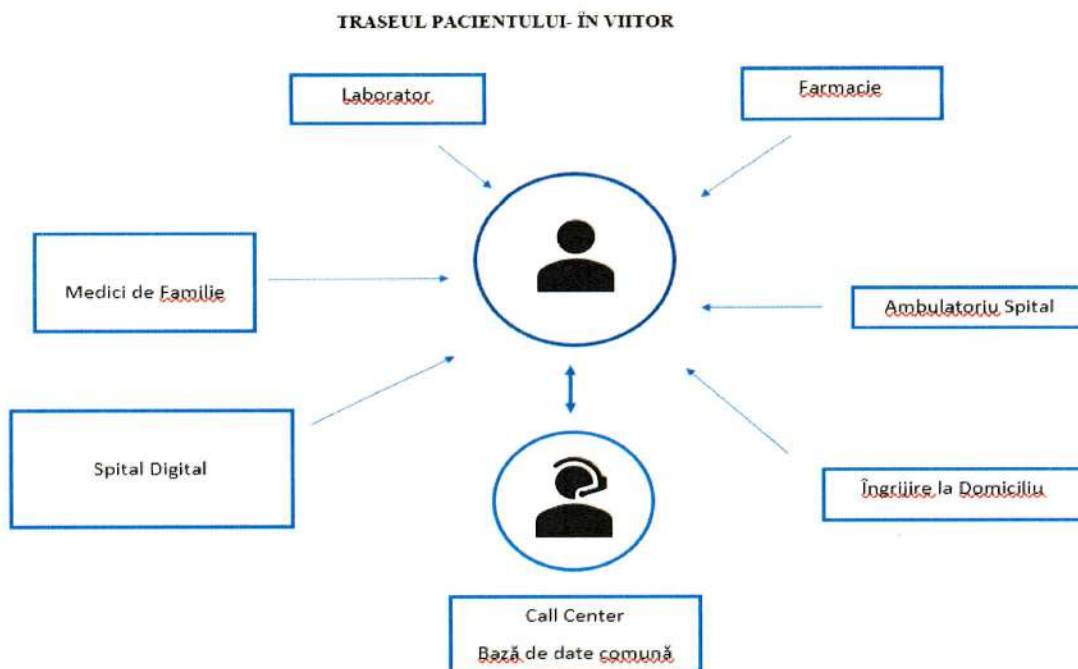 TRASEUL PACIENTULUI- ÎN VIITOR
Laborator
Farmacie
Medici de Familie
Ambulatoriu Spital
Spital Digital
Îngrijire la Domiciliu
Call Center
Bază de date comună